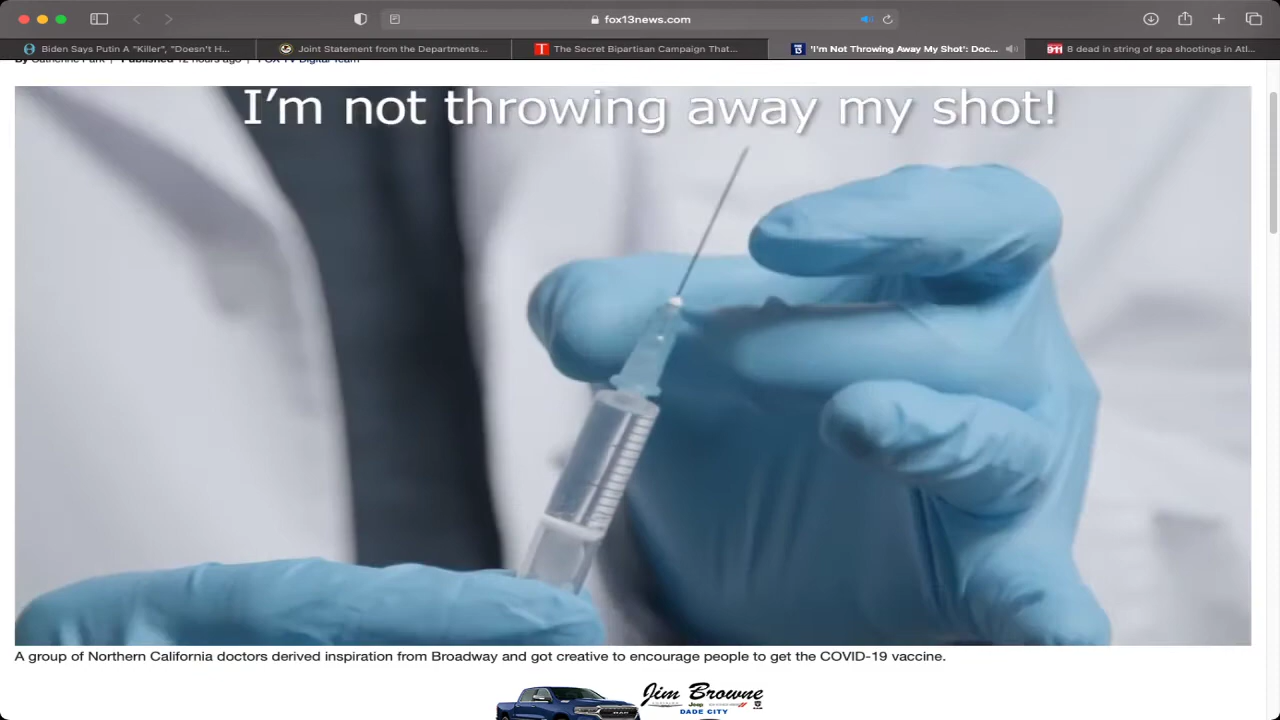 fox13news.com
Biden Says Putin A "Killer", "Doesn't H...
Joint Statement from the Departments...
The Secret Bipartisan Campaign That...
'I'm Not Throwing Away My Shot': Doc...
8 dead in string of spa shootings in Atl...
By Catherine Park | Published 12 hours ago | FOX TV Digital Team
I'm not throwing away my shot!
A group of Northern California doctors derived inspiration from Broadway and got creative to encourage people to get the COVID-19 vaccine.
Jim Browne
Jeep
DADE CITY